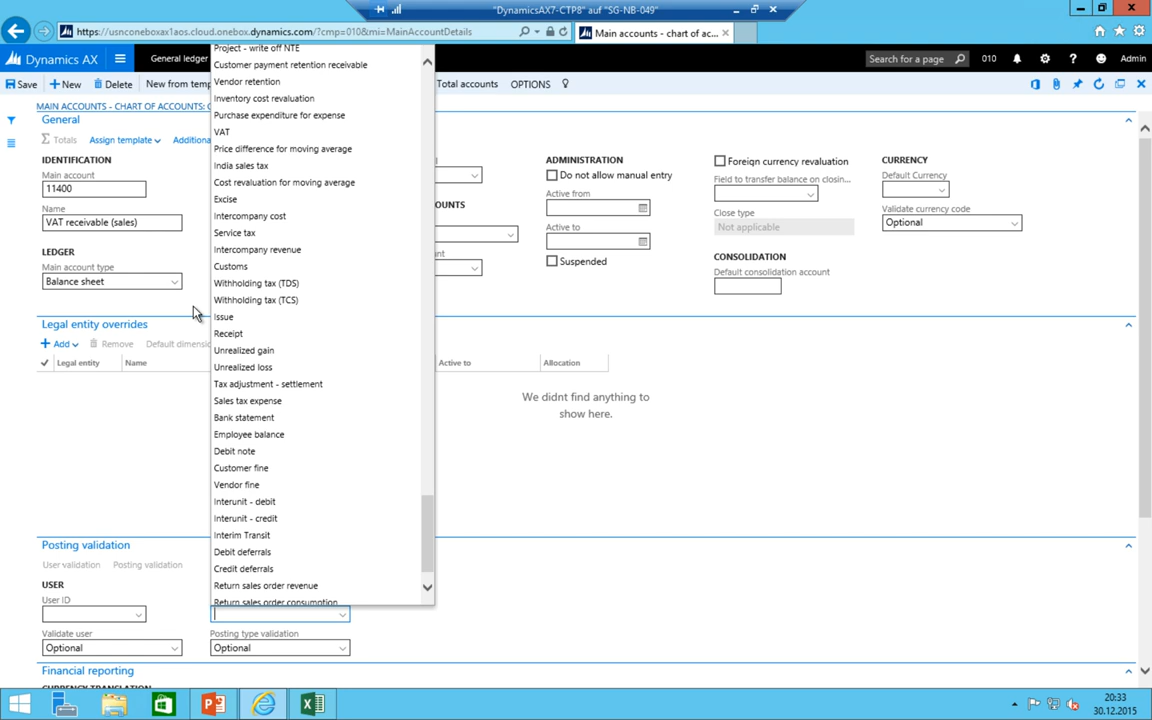 "DynamicsAX7-CTP8" auf "SG-NB-049"
https://usnconeboxax1aos.cloud.onebox.dynamics.com/?cmp=010&mi=MainAccountDetails
Main accounts - chart of ac...
Dynamics AX
General ledger
Search for a page
010
Admin
Save
New
Delete
New from temp
Total accounts
OPTIONS
MAIN ACCOUNTS - CHART OF ACCOUNTS: C
General
Totals
Assign template
Additiona
IDENTIFICATION
Main account
11400
Name
VAT receivable (sales)
LEDGER
Main account type
Balance sheet
OUNTS
ADMINISTRATION
Do not allow manual entry
Active from
Active to
Suspended
Foreign currency revaluation
Field to transfer balance on closin...
Close type
Not applicable
CONSOLIDATION
Default consolidation account
CURRENCY
Default Currency
Validate currency code
Optional
Project - write off NTE
Customer payment retention receivable
Vendor retention
Inventory cost revaluation
Purchase expenditure for expense
VAT
Price difference for moving average
India sales tax
Cost revaluation for moving average
Excise
Intercompany cost
Service tax
Intercompany revenue
Customs
Withholding tax (TDS)
Withholding tax (TCS)
Issue
Receipt
Unrealized gain
Unrealized loss
Tax adjustment - settlement
Sales tax expense
Bank statement
Employee balance
Debit note
Customer fine
Vendor fine
Interunit - debit
Interunit - credit
Interim Transit
Debit deferrals
Credit deferrals
Return sales order revenue
Return sales order consumption
Legal entity overrides
Add
Remove
Default dimensio
Legal entity
Name
Active to
Allocation
We didnt find anything to
show here.
Posting validation
User validation
Posting validation
USER
User ID
Validate user
Optional
Posting type validation
Optional
Financial reporting
CURRENCY TRANSLATION
20:33
30.12.2015